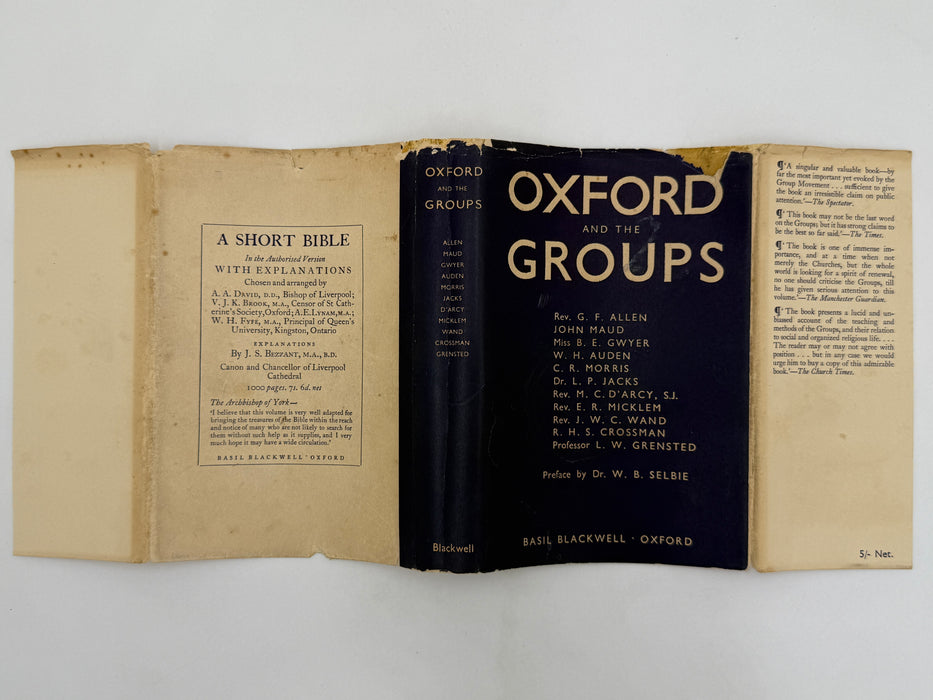 A SHORT BIBLE
In the Authorised Version
WITH EXPLANATIONS
Chosen and arranged by
A. A. DAVID, D.D., Bishop of Liverpool;
V. J. K. BROOK, M.A., Censor of St Cath-
erine's Society, Oxford; A.E.LYNAM, M.A.;
W. H. FYFE, M.A., Principal of Queen's
University, Kingston, Ontario
EXPLANATIONS
By J. S. BEZZANT, M.A., B.D.
Canon and Chancellor of Liverpool
Cathedral
1000 pages. 7s. 6d. net
The Archbishop of York—
'I believe that this volume is very well adapted for
bringing the treasures of the Bible within the reach
and notice of many who are not likely to search for
them without such help as it supplies, and I very
much hope it may have a wide circulation.'
BASIL BLACKWELL · OXFORD
OXFORD
AND THE
GROUPS
ALLEN
MAUD
GWYER
AUDEN
MORRIS
JACKS
D'ARCY
MICKLEM
WAND
CROSSMAN
GRENSTED
Blackwell
OXFORD
AND THE
GROUPS
Rev. G. F. ALLEN
JOHN MAUD
Miss B. E. GWYER
W. H. AUDEN
C. R. MORRIS
Dr. L. P. JACKS
Rev. M. C. D'ARCY, S.J.
Rev. E. R. MICKLEM
Rev. J. W. C. WAND
R. H. S. CROSSMAN
Professor L. W. GRENSTED
Preface by Dr. W. B. SELBIE
BASIL BLACKWELL · OXFORD
¶ 'A singular and valuable book—by
far the most important yet evoked by the
Group Movement . . . sufficient to give
the book an irresistible claim on public
attention.'—The Spectator.
¶ 'This book may not be the last word
on the Groups; but it has strong claims to
be the best so far said.'—The Times.
¶ 'The book is one of immense im-
portance, and at a time when not
merely the Churches, but the whole
world is looking for a spirit of renewal,
no one should criticise the Groups, till
he has given serious attention to this
volume.'—The Manchester Guardian.
¶ 'The book presents a lucid and un-
biased account of the teaching and
methods of the Groups, and their relation
to social and organized religious life. . . .
The reader may or may not agree with
position . . . but in any case we would
urge him to buy a copy of this admirable
book.'—The Church Times.
5/- Net.